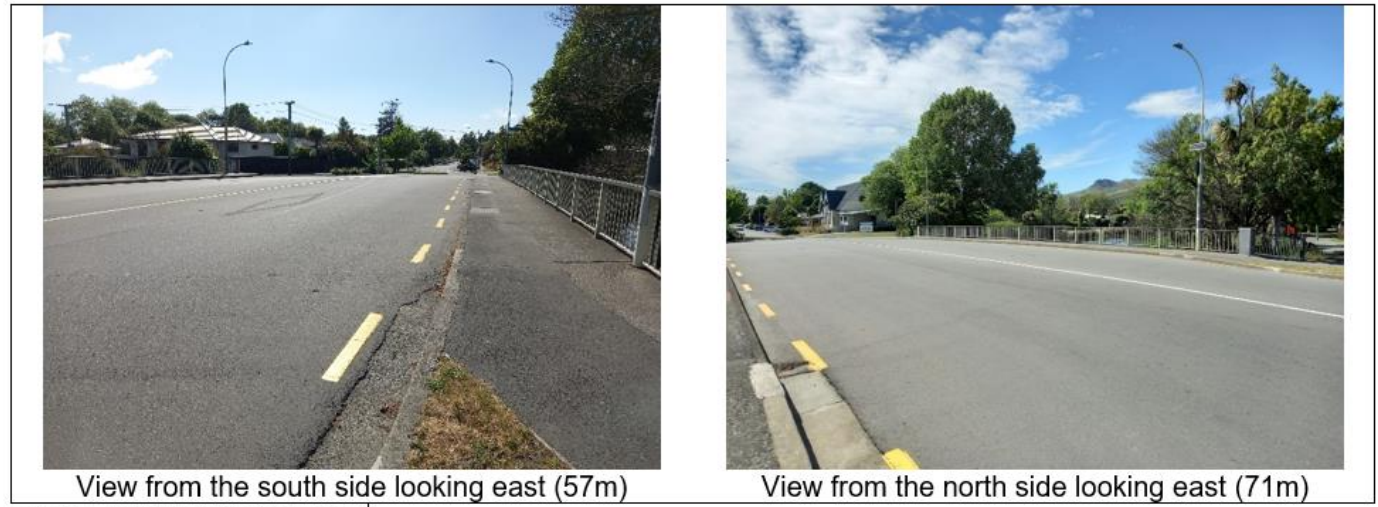 View from the south side looking east (57m)
View from the north side looking east (71m)